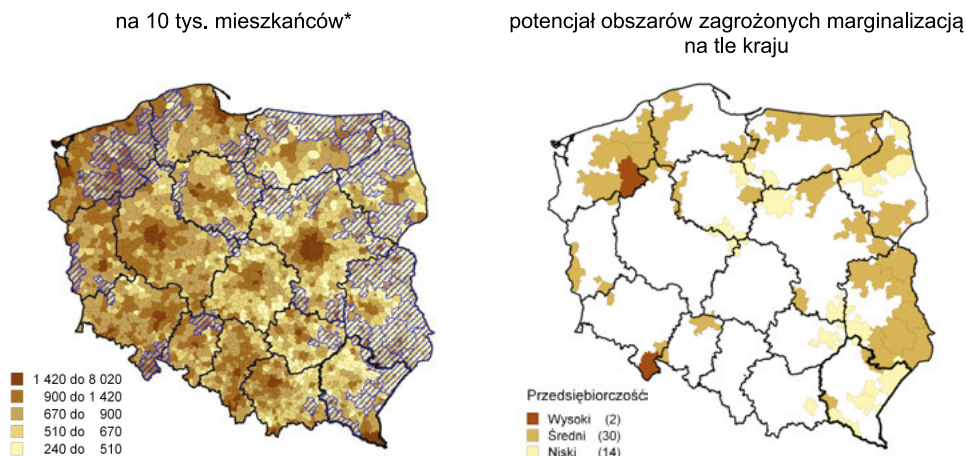 na 10 tys. mieszkańców*
potencjał obszarów zagrożonych marginalizacją
na tle kraju
1 420 do 8 020
900 do 1 420
670 do 900
510 do 670
240 do 510
Przedsiębiorczość:
Wysoki (2)
Średni (30)
Niski (14)